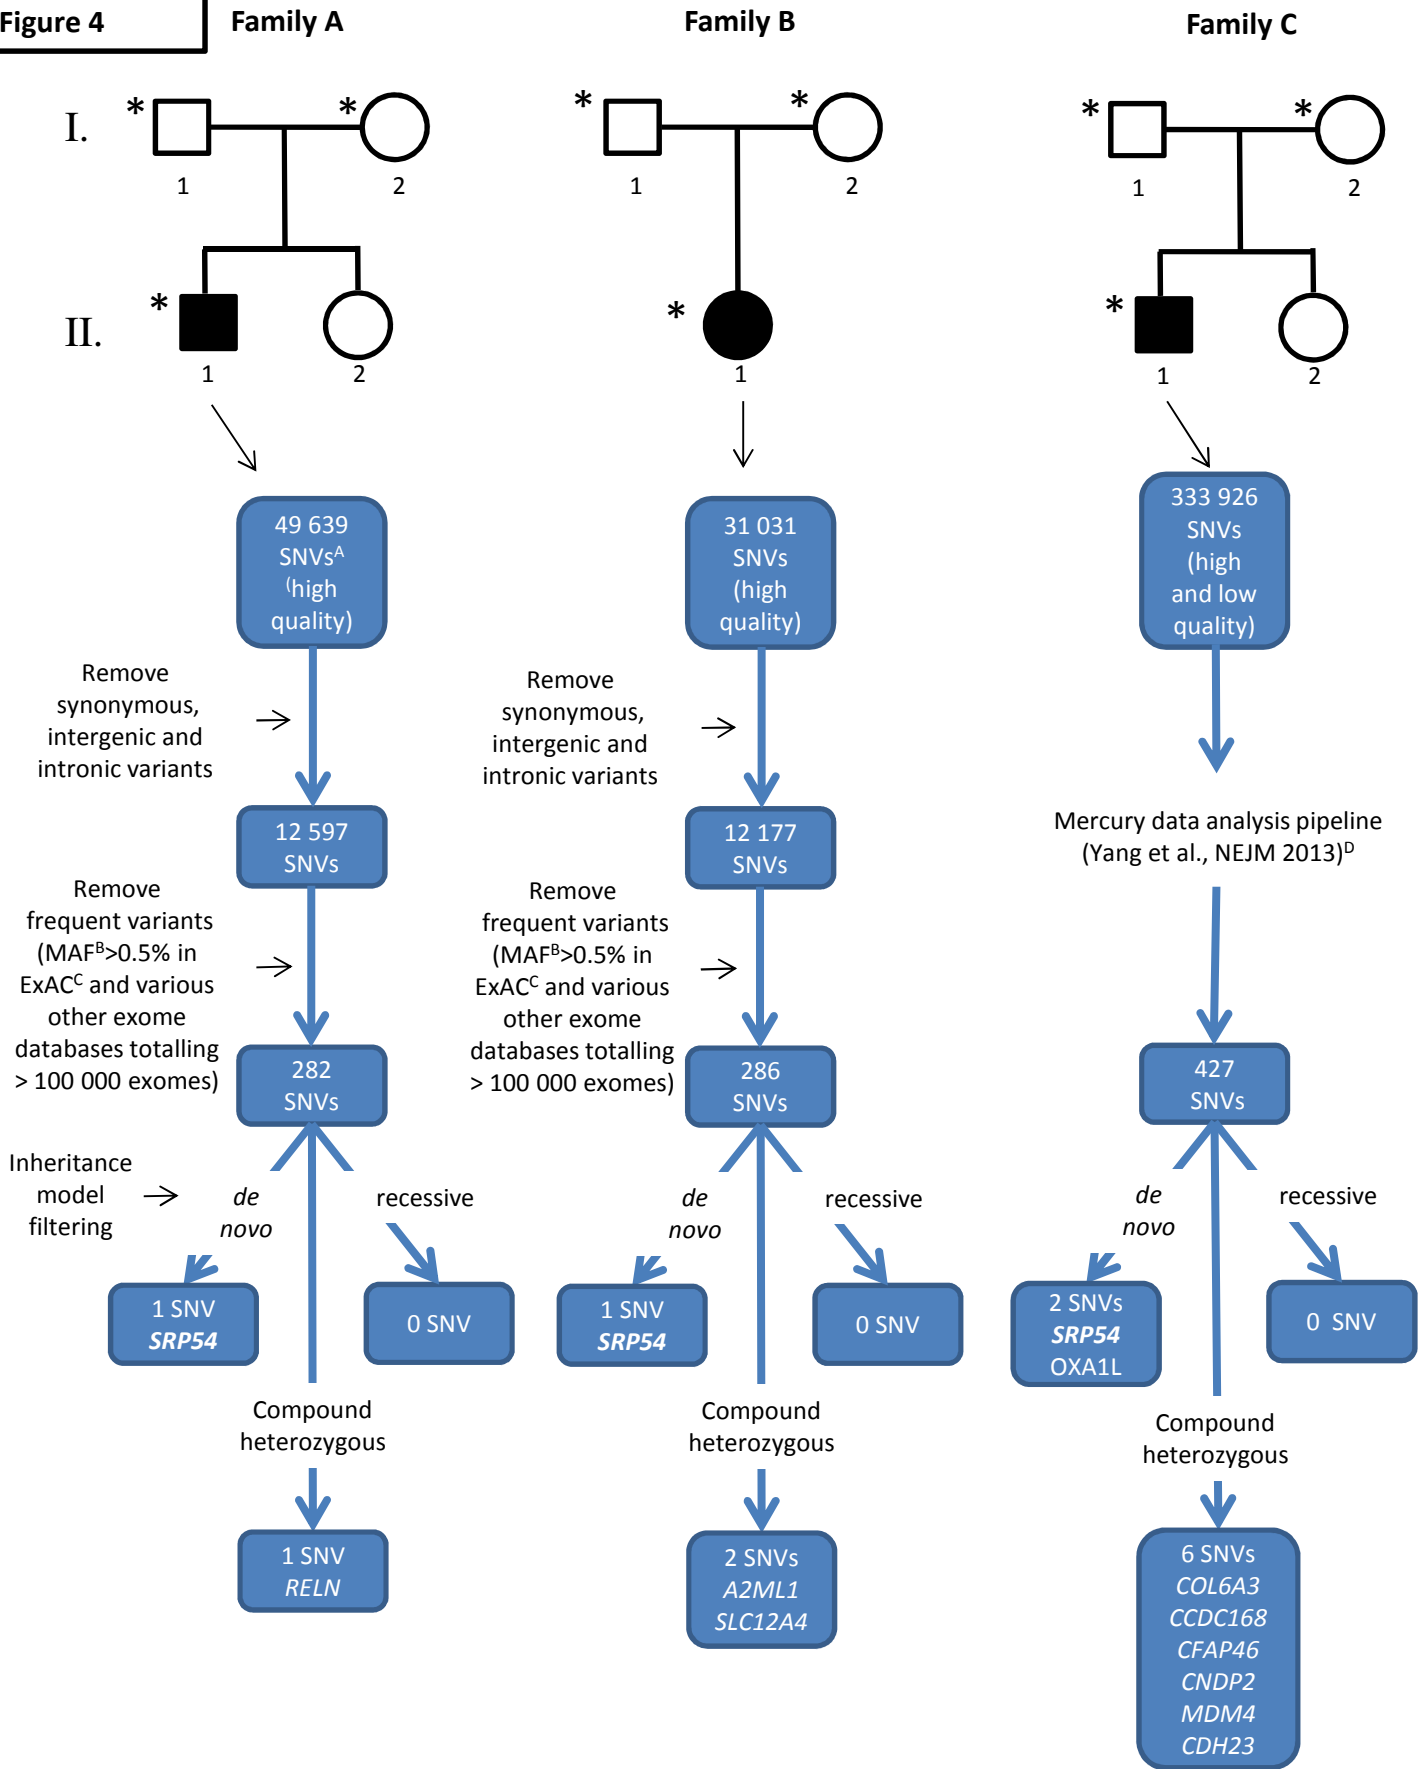 Figure 4
Family A
Family B
Family C
I.
*
*
1
2
*
*
1
2
*
*
1
2
II.
*
1
2
*
1
*
1
2
49 639
SNVsA
(high
quality)
31 031
SNVs
(high
quality)
333 926
SNVs
(high
and low
quality)
Remove
synonymous,
intergenic and
intronic variants
Remove
synonymous,
intergenic and
intronic variants
12 597
SNVs
12 177
SNVs
Mercury data analysis pipeline
(Yang et al., NEJM 2013)D
Remove
frequent variants
(MAFB>0.5% in
ExACC and various
other exome
databases totalling
> 100 000 exomes)
Remove
frequent variants
(MAFB>0.5% in
ExACC and various
other exome
databases totalling
> 100 000 exomes)
282
SNVs
286
SNVs
427
SNVs
Inheritance
model
filtering
de
novo
recessive
de
novo
recessive
de
novo
recessive
1 SNV
SRP54
0 SNV
1 SNV
SRP54
0 SNV
2 SNVs
SRP54
OXA1L
0 SNV
Compound
heterozygous
Compound
heterozygous
Compound
heterozygous
1 SNV
RELN
2 SNVs
A2ML1
SLC12A4
6 SNVs
COL6A3
CCDC168
CFAP46
CNDP2
MDM4
CDH23